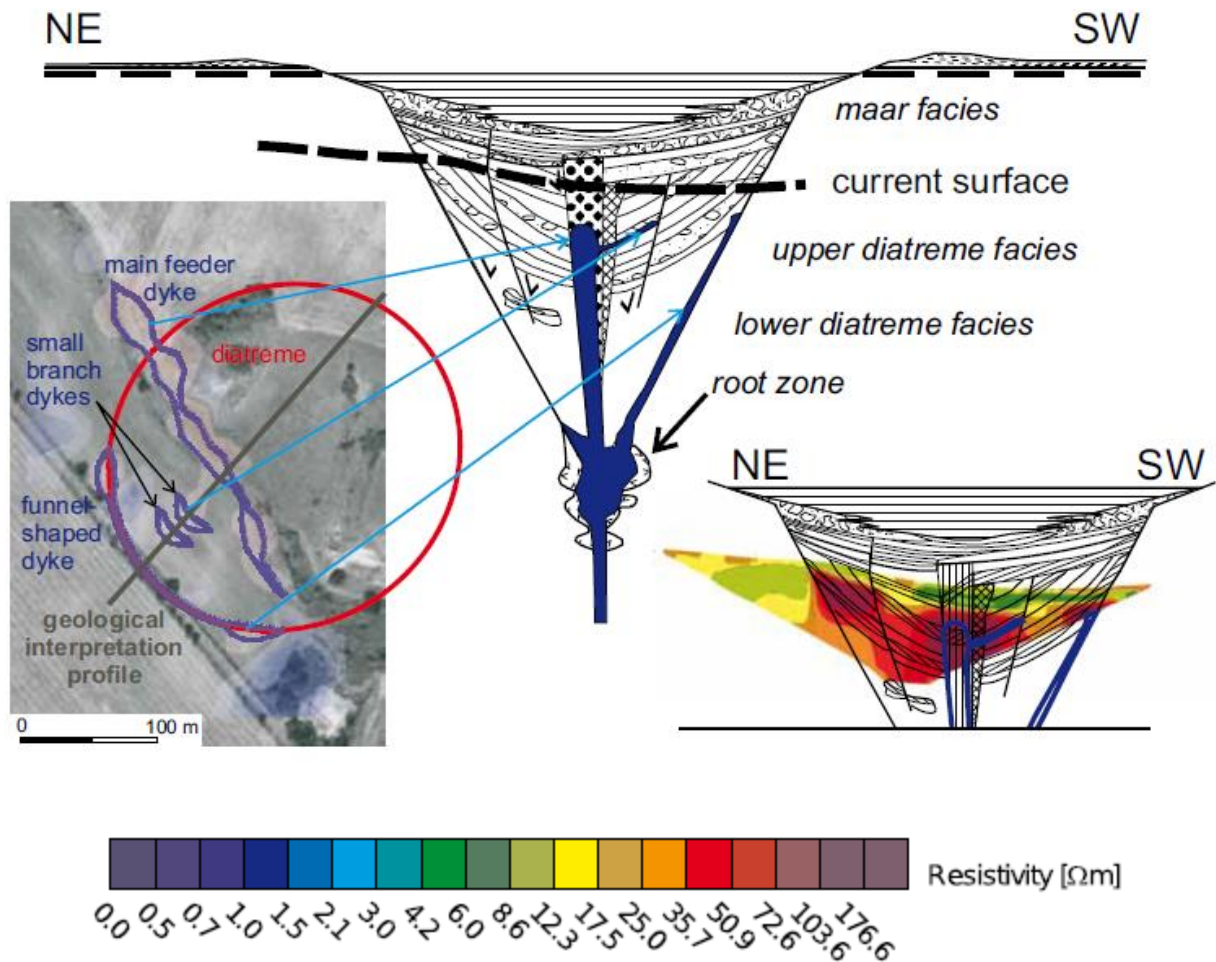 NE
SW
maar facies
current surface
upper diatreme facies
lower diatreme facies
root zone
main feeder
dyke
small
branch
dykes
diatreme
funnel-
shaped dyke
geological
interpretation
profile
0
100 m
NE
SW
Resistivity [Ωm]
0.0
0.5
0.7
1.0
1.5
2.1
3.0
4.2
6.0
8.6
12.3
17.5
25.0
35.7
50.9
72.6
103.6
176.6